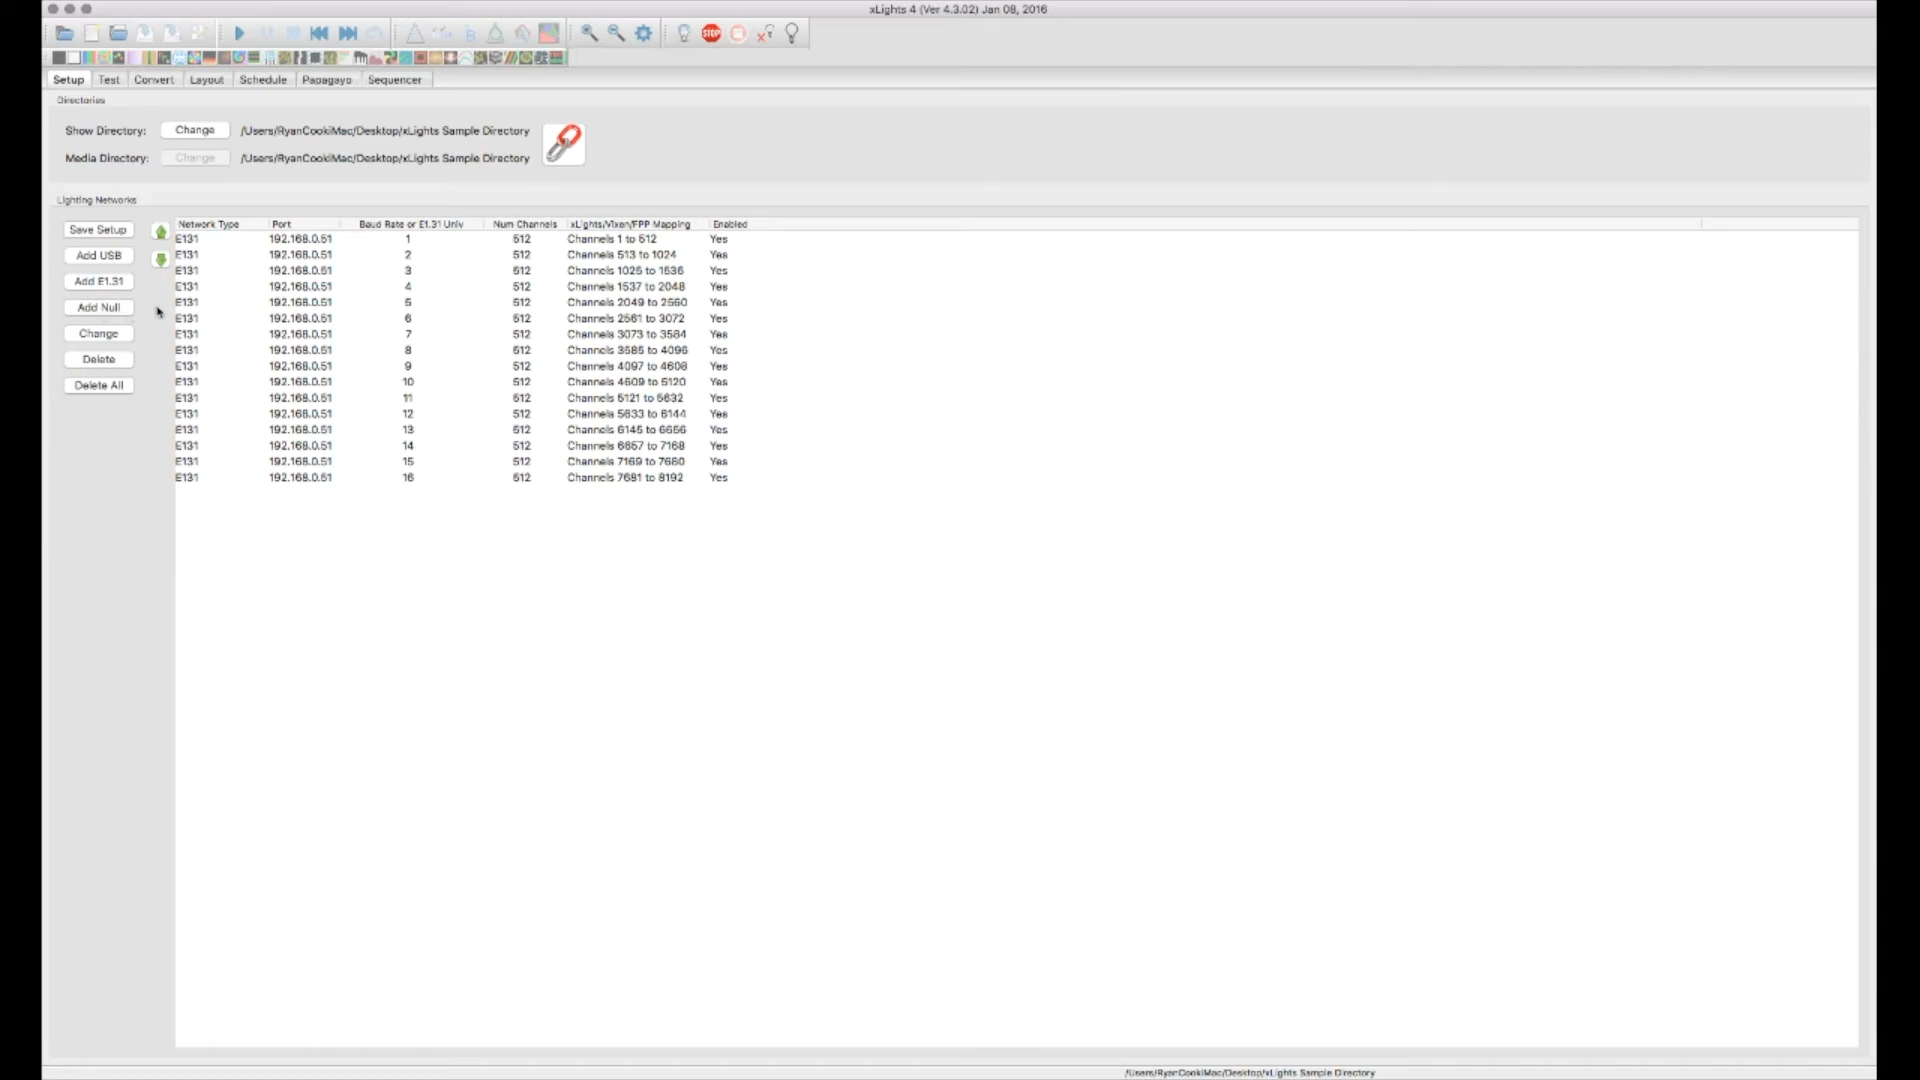 xLights 4 (Ver 4.3.02) Jan 08, 2016
STOP
Setup Test Convert Layout Schedule Papagayo Sequencer
Directories
Show Directory: Change /Users/RyanCookiMac/Desktop/xLights Sample Directory
Media Directory: Change /Users/RyanCookiMac/Desktop/xLights Sample Directory
Lighting Networks
Save Setup
Add USB
Add E1.31
Add Null
Change
Delete
Delete All
Network Type Port Baud Rate or E1.31 Univ Num Channels xLights/Vixen/FPP Mapping Enabled
E131 192.168.0.51 1 512 Channels 1 to 512 Yes
E131 192.168.0.51 2 512 Channels 513 to 1024 Yes
E131 192.168.0.51 3 512 Channels 1025 to 1536 Yes
E131 192.168.0.51 4 512 Channels 1537 to 2048 Yes
E131 192.168.0.51 5 512 Channels 2049 to 2560 Yes
E131 192.168.0.51 6 512 Channels 2561 to 3072 Yes
E131 192.168.0.51 7 512 Channels 3073 to 3584 Yes
E131 192.168.0.51 8 512 Channels 3585 to 4096 Yes
E131 192.168.0.51 9 512 Channels 4097 to 4608 Yes
E131 192.168.0.51 10 512 Channels 4609 to 5120 Yes
E131 192.168.0.51 11 512 Channels 5121 to 5632 Yes
E131 192.168.0.51 12 512 Channels 5633 to 6144 Yes
E131 192.168.0.51 13 512 Channels 6145 to 6656 Yes
E131 192.168.0.51 14 512 Channels 6657 to 7168 Yes
E131 192.168.0.51 15 512 Channels 7169 to 7680 Yes
E131 192.168.0.51 16 512 Channels 7681 to 8192 Yes
/Users/RyanCookiMac/Desktop/xLights Sample Directory